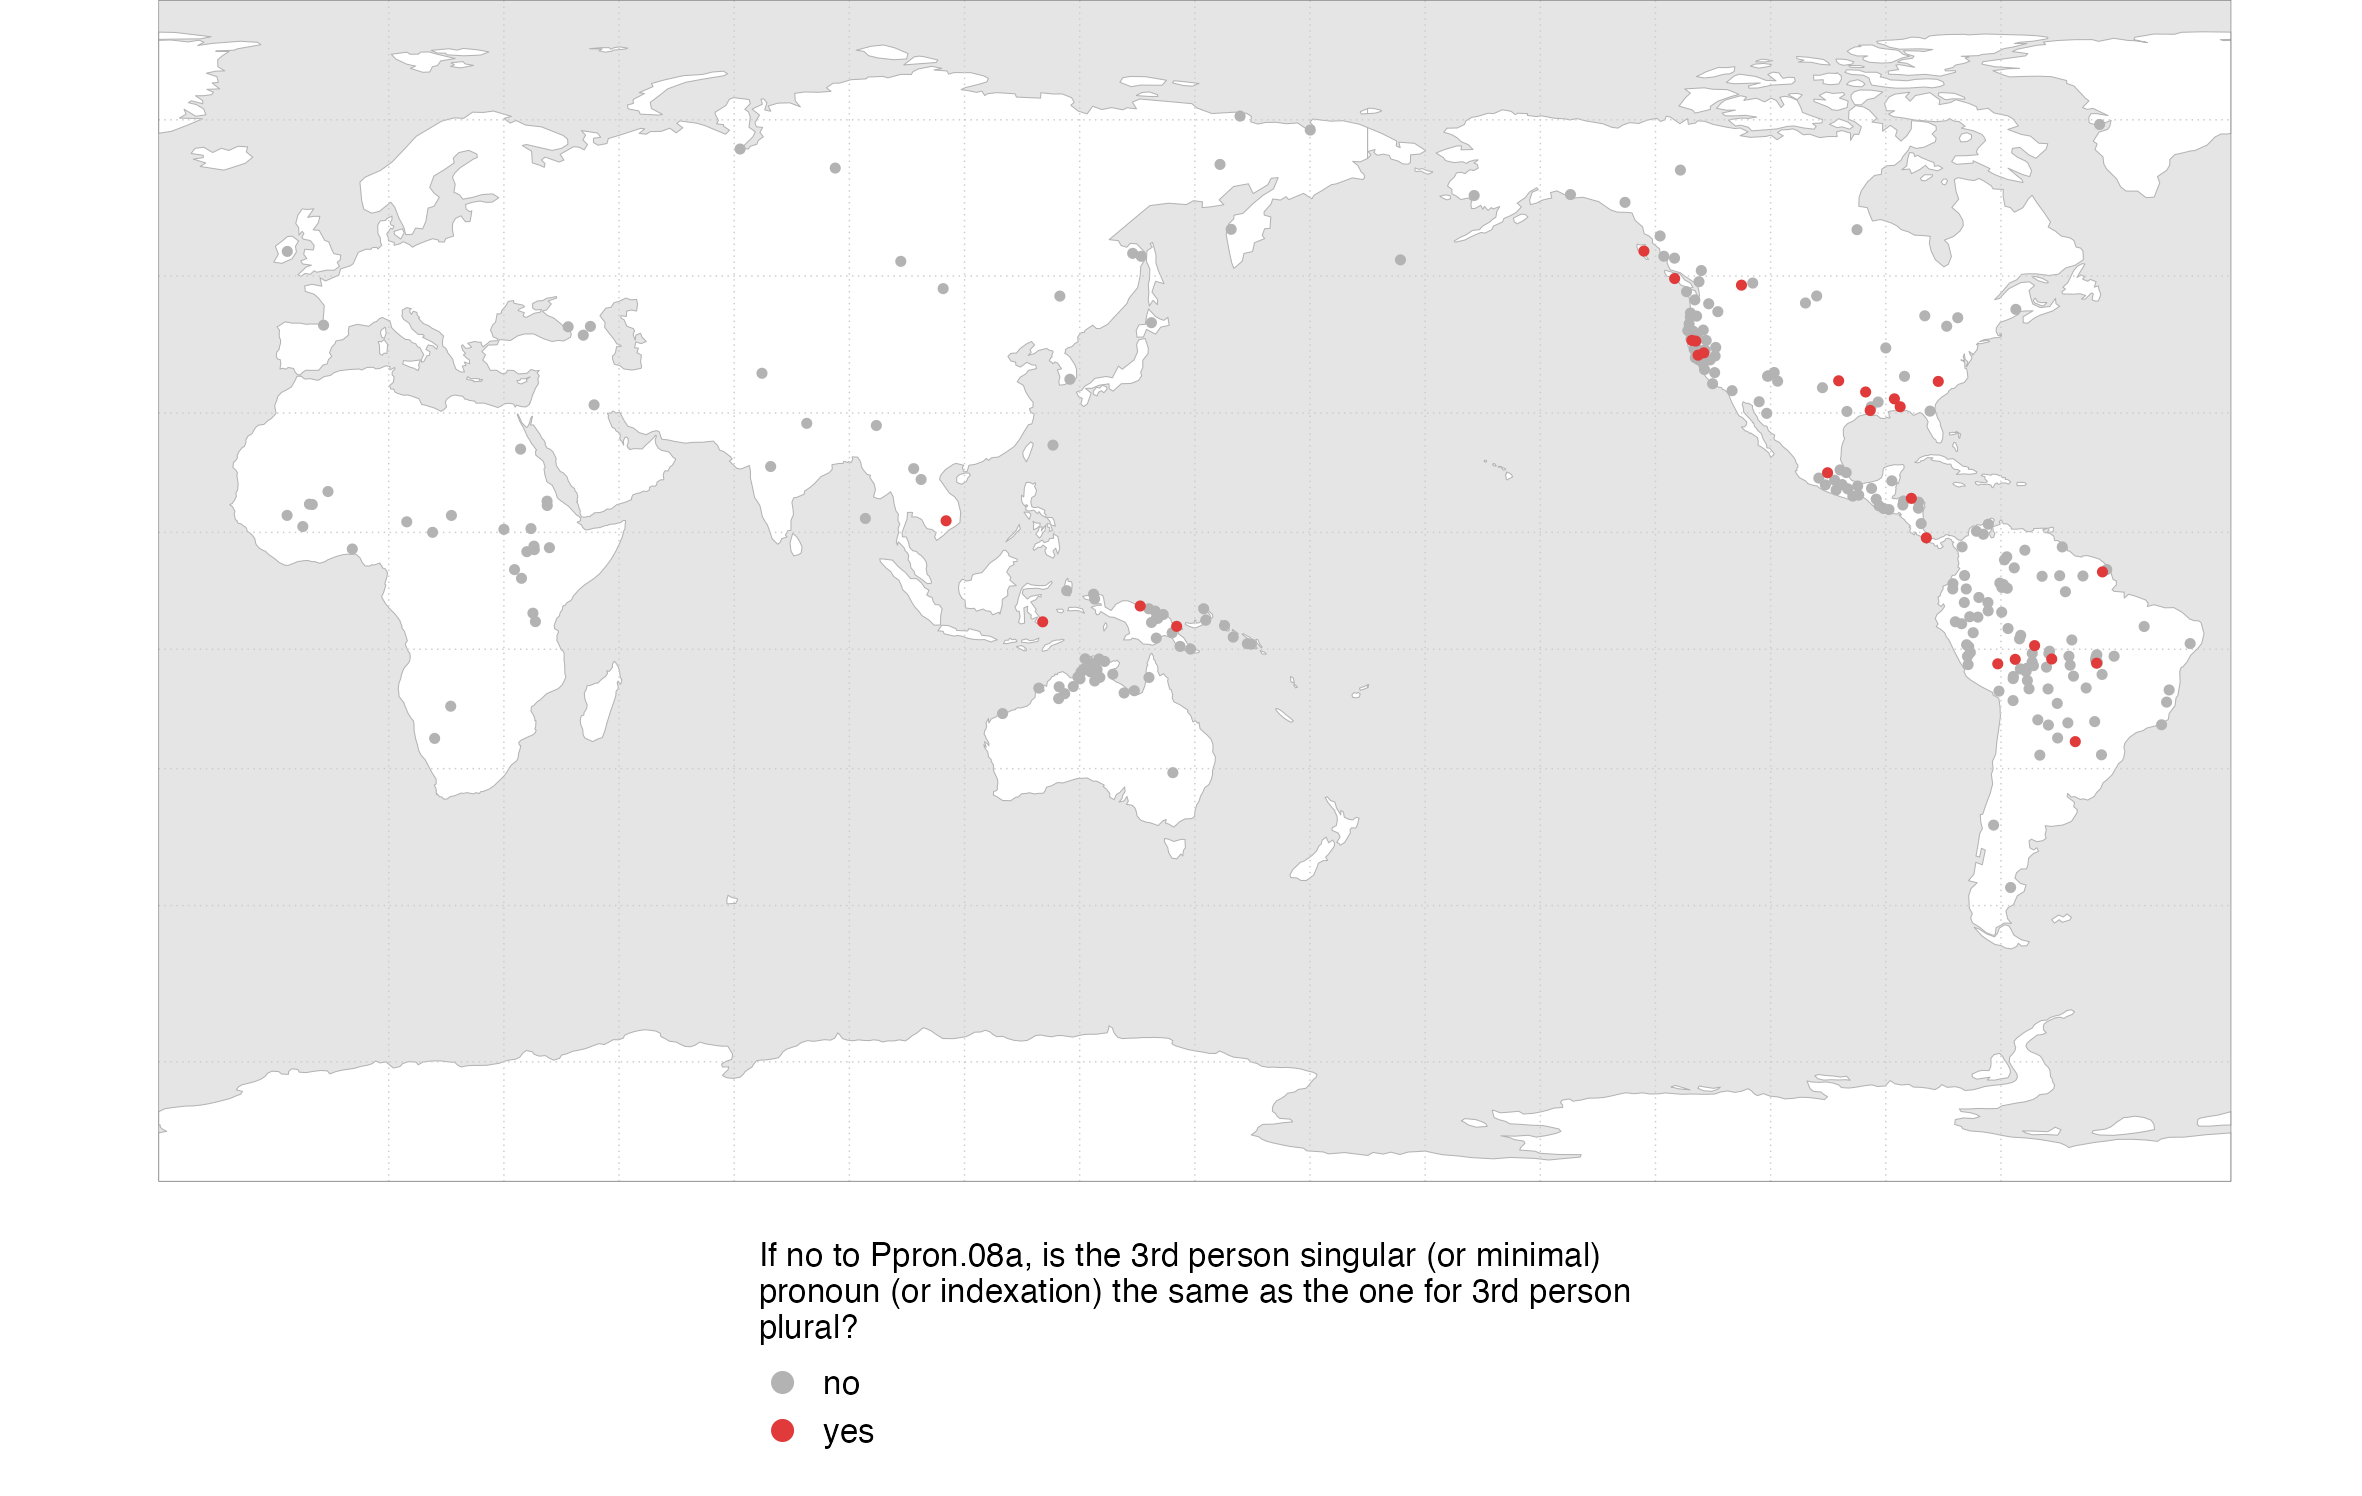 If no to Ppron.08a, is the 3rd person singular (or minimal)
pronoun (or indexation) the same as the one for 3rd person
plural?
no
yes